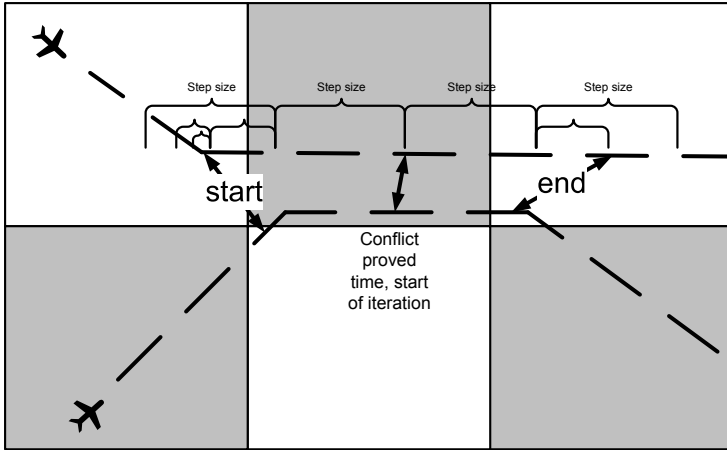 Step size
Step size
Step size
Step size
start
end
Conflict
proved
time, start
of iteration